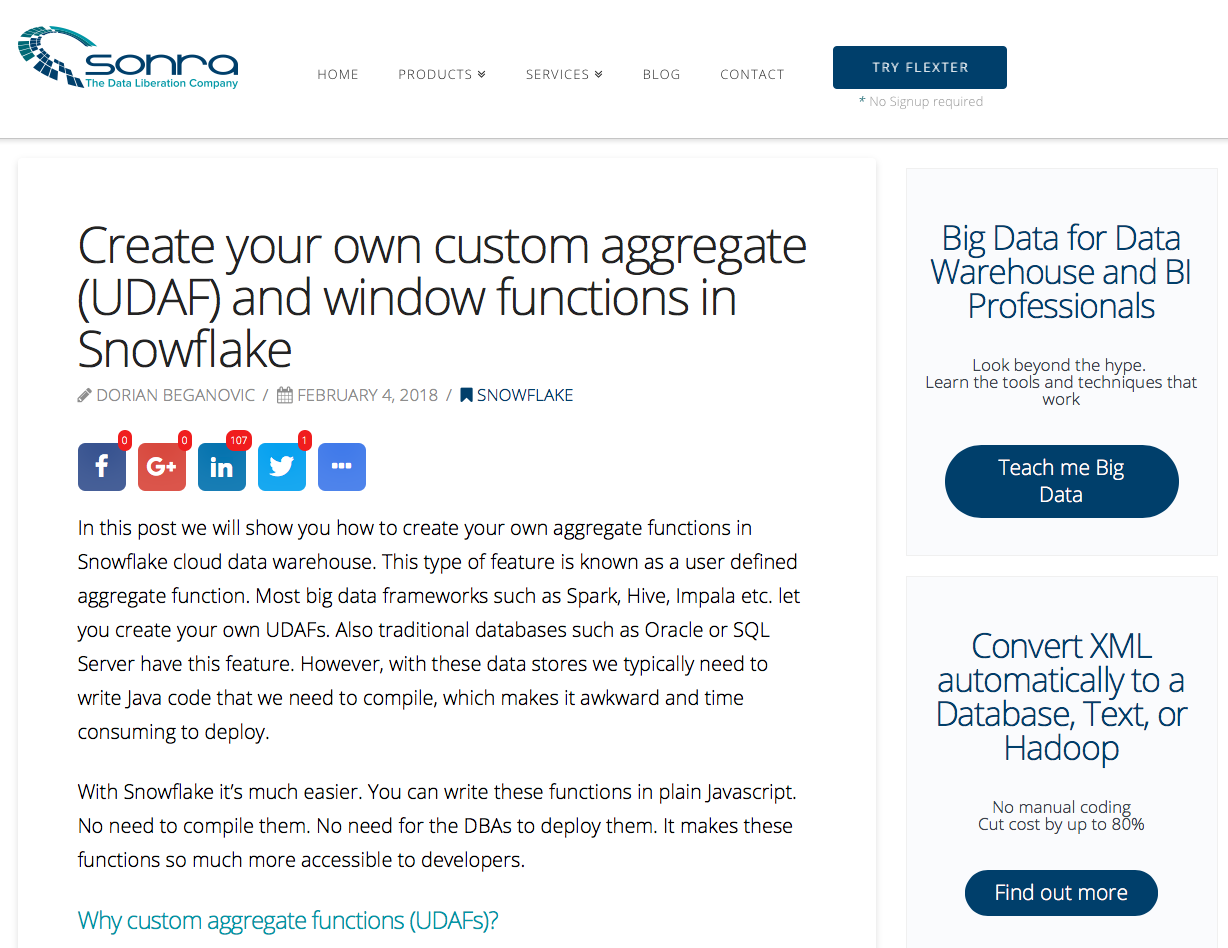 sonra
The Data Liberation Company
HOME PRODUCTS SERVICES BLOG CONTACT
TRY FLEXTER
* No Signup required
Create your own custom aggregate
(UDAF) and window functions in
Snowflake
DORIAN BEGANOVIC / FEBRUARY 4, 2018 / SNOWFLAKE
0 0 107 1
f G+ in
In this post we will show you how to create your own aggregate functions in
Snowflake cloud data warehouse. This type of feature is known as a user defined
aggregate function. Most big data frameworks such as Spark, Hive, Impala etc. let
you create your own UDAFs. Also traditional databases such as Oracle or SQL
Server have this feature. However, with these data stores we typically need to
write Java code that we need to compile, which makes it awkward and time
consuming to deploy.
With Snowflake it’s much easier. You can write these functions in plain Javascript.
No need to compile them. No need for the DBAs to deploy them. It makes these
functions so much more accessible to developers.
Why custom aggregate functions (UDAFs)?
Big Data for Data
Warehouse and BI
Professionals
Look beyond the hype.
Learn the tools and techniques that
work
Teach me Big
Data
Convert XML
automatically to a
Database, Text, or
Hadoop
No manual coding
Cut cost by up to 80%
Find out more